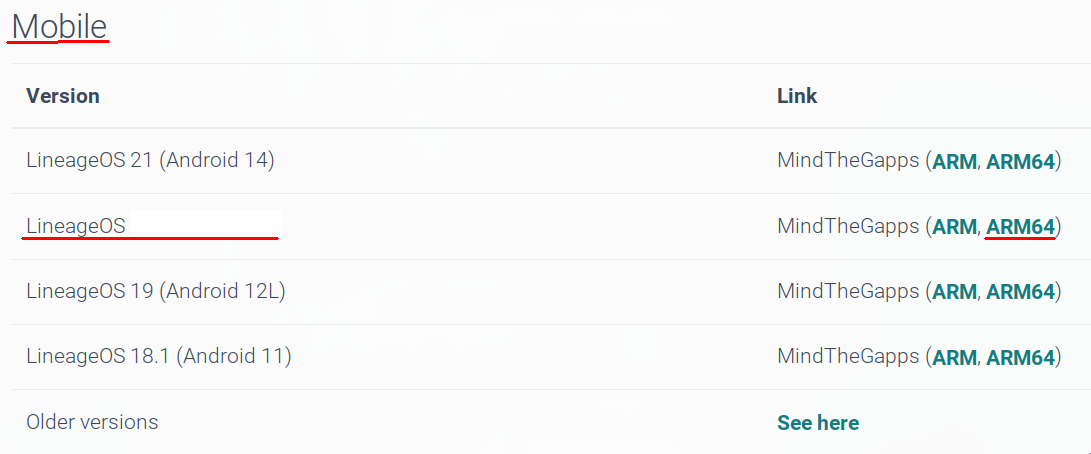 Mobile
Version Link
LineageOS 21 (Android 14) MindTheGapps (ARM, ARM64)
LineageOS MindTheGapps (ARM, ARM64)
LineageOS 19 (Android 12L) MindTheGapps (ARM, ARM64)
LineageOS 18.1 (Android 11) MindTheGapps (ARM, ARM64)
Older versions See here